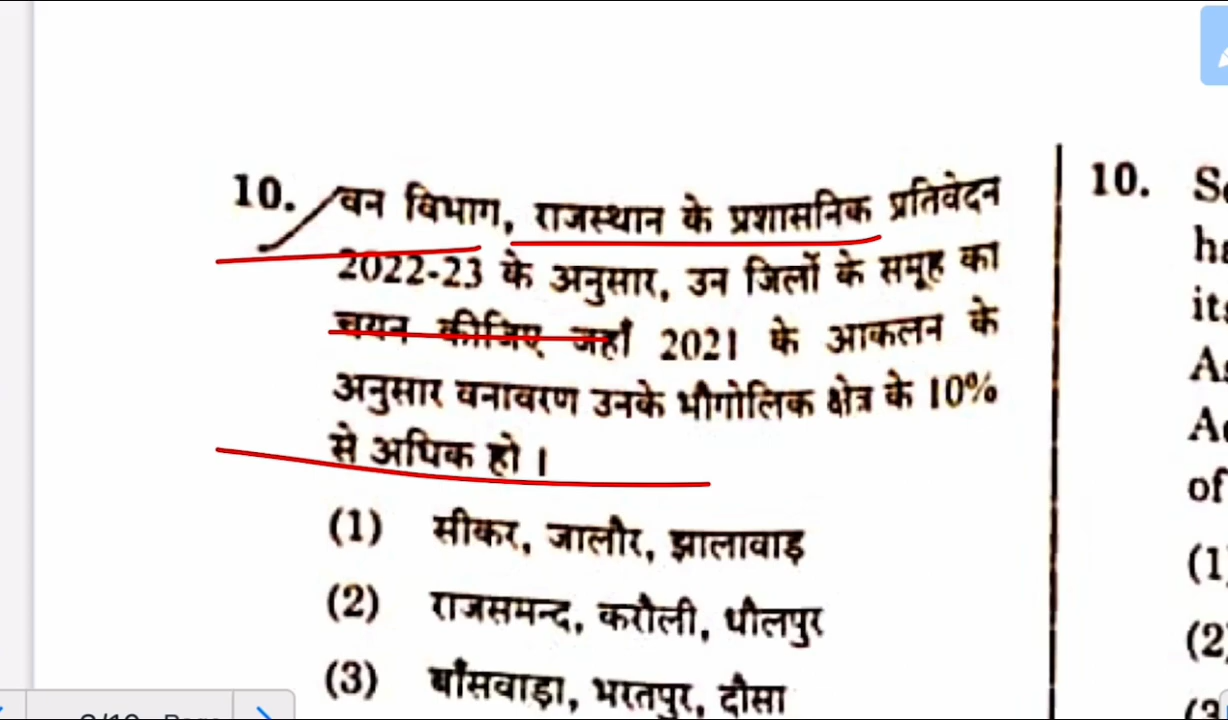 10. वन विभाग, राजस्थान के प्रशासनिक प्रतिवेदन
2022-23 के अनुसार, उन जिलों के समूह का
चयन कीजिए जहाँ 2021 के आकलन के
अनुसार वनावरण उनके भौगोलिक क्षेत्र के 10%
से अधिक हो ।
(1) सीकर, जालौर, झालावाड़
(2) राजसमन्द, करौली, धौलपुर
(3) बाँसवाड़ा, भरतपुर, दौसा
10.
of
(1)
(2)